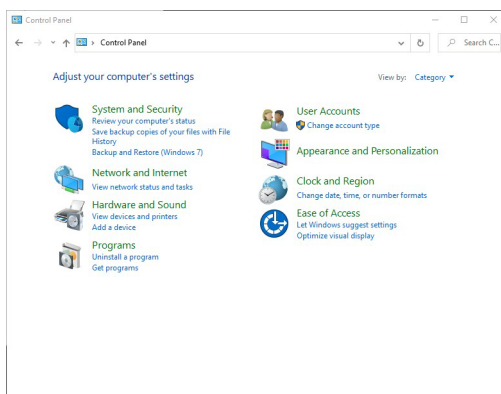 Control Panel
Control Panel
Search C...
Adjust your computer's settings
View by: Category
System and Security
Review your computer's status
Save backup copies of your files with File
History
Backup and Restore (Windows 7)
Network and Internet
View network status and tasks
Hardware and Sound
View devices and printers
Add a device
Programs
Uninstall a program
Get programs
User Accounts
Change account type
Appearance and Personalization
Clock and Region
Change date, time, or number formats
Ease of Access
Let Windows suggest settings
Optimize visual display